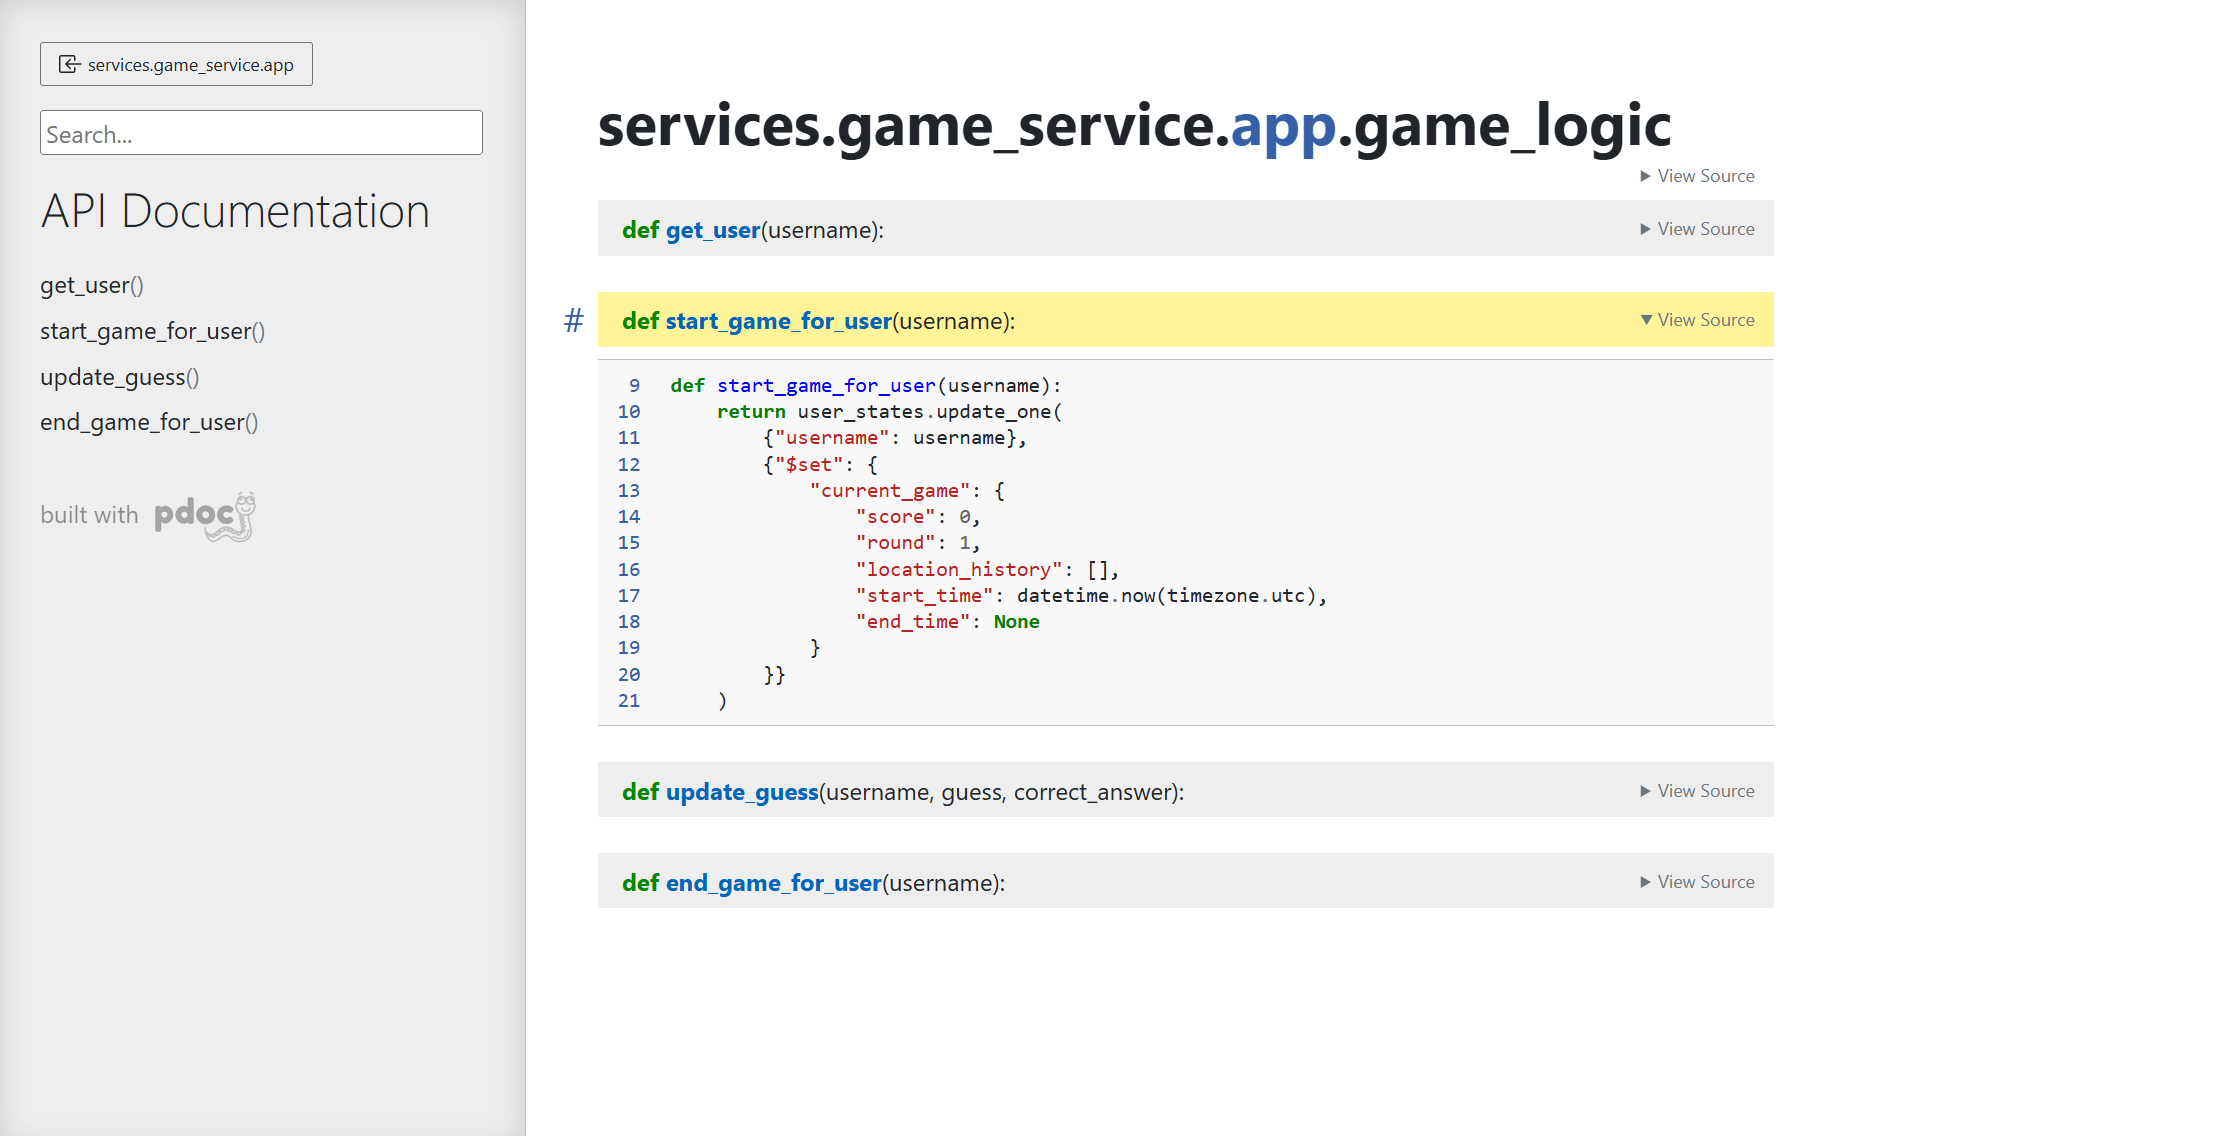 services.game_service.app
Search...
API Documentation
get_user()
start_game_for_user()
update_guess()
end_game_for_user()
built with pdoc
services.game_service.app.game_logic
View Source
def get_user(username):
View Source
# def start_game_for_user(username):
View Source
9 def start_game_for_user(username):
10     return user_states.update_one(
11         {"username": username},
12         {"$set": {
13             "current_game": {
14                 "score": 0,
15                 "round": 1,
16                 "location_history": [],
17                 "start_time": datetime.now(timezone.utc),
18                 "end_time": None
19             }
20         }}
21     )
def update_guess(username, guess, correct_answer):
View Source
def end_game_for_user(username):
View Source